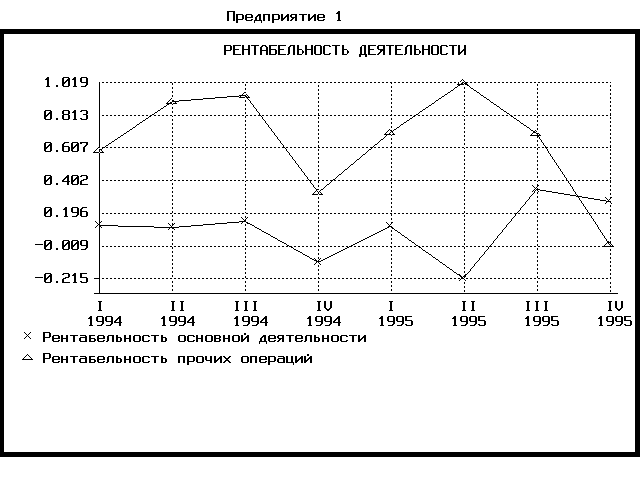 Предприятие 1
РЕНТАБЕЛЬНОСТЬ ДЕЯТЕЛЬНОСТИ
1.019
0.813
0.607
0.402
0.196
-0.009
-0.215
I II III IV I II III IV
1994 1994 1994 1994 1995 1995 1995 1995
× Рентабельность основной деятельности
△ Рентабельность прочих операций